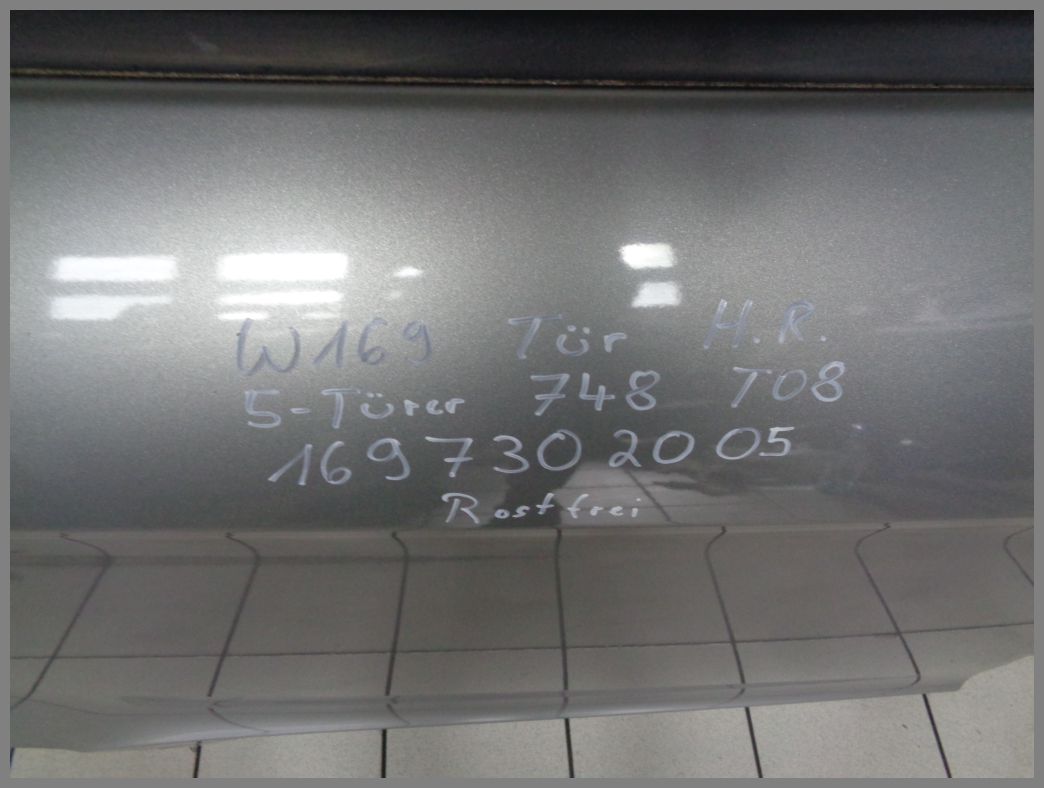 W169 Tür H.R.
5-Türer 748 T08
169 730 20 05
Rostfrei